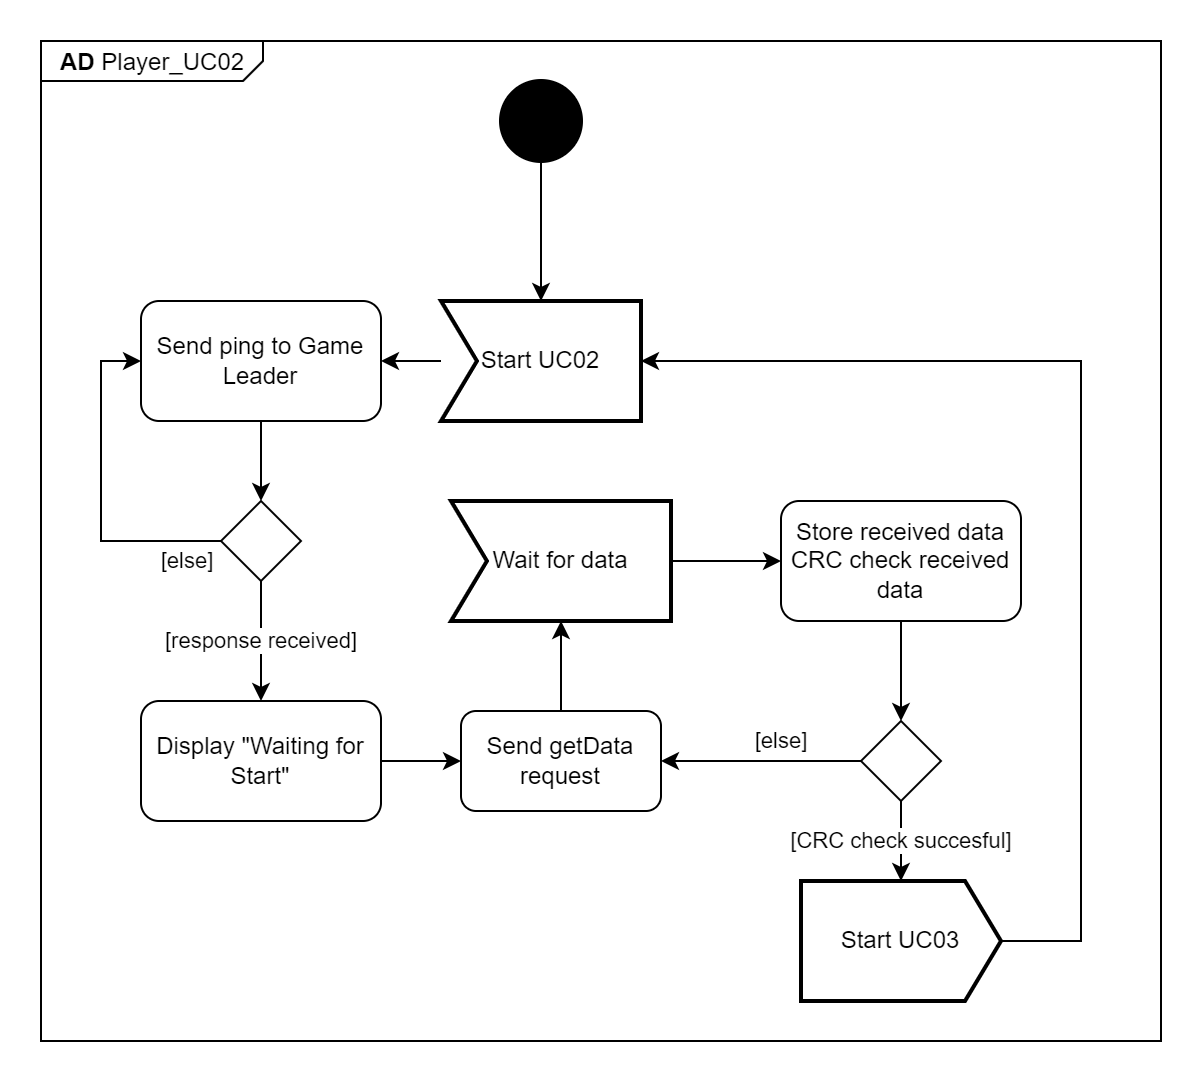 AD Player_UC02
Send ping to Game
Leader
Start UC02
[else]
Wait for data
Store received data
CRC check received
data
[response received]
Display "Waiting for
Start"
Send getData
request
[else]
[CRC check succesful]
Start UC03